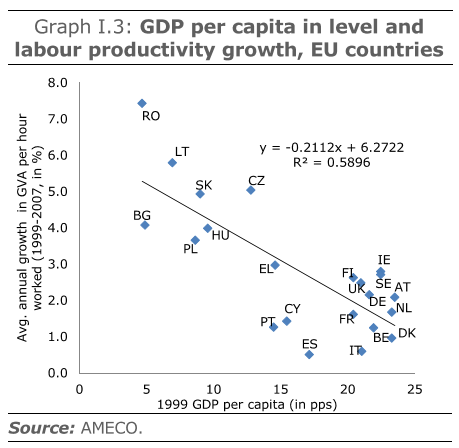 Graph I.3: GDP per capita in level and
labour productivity growth, EU countries
8.0
7.0
6.0
5.0
4.0
3.0
2.0
1.0
0.0
Avg. annual growth in GVA per hour
worked (1999-2007, in %)
RO
LT
y = -0.2112x + 6.2722
R² = 0.5896
SK
CZ
BG
HU
PL
EL
IE
FI
SE
UK
AT
DE
NL
CY
FR
PT
BE
DK
ES
IT
0
5
10
15
20
25
1999 GDP per capita (in pps)
Source: AMECO.